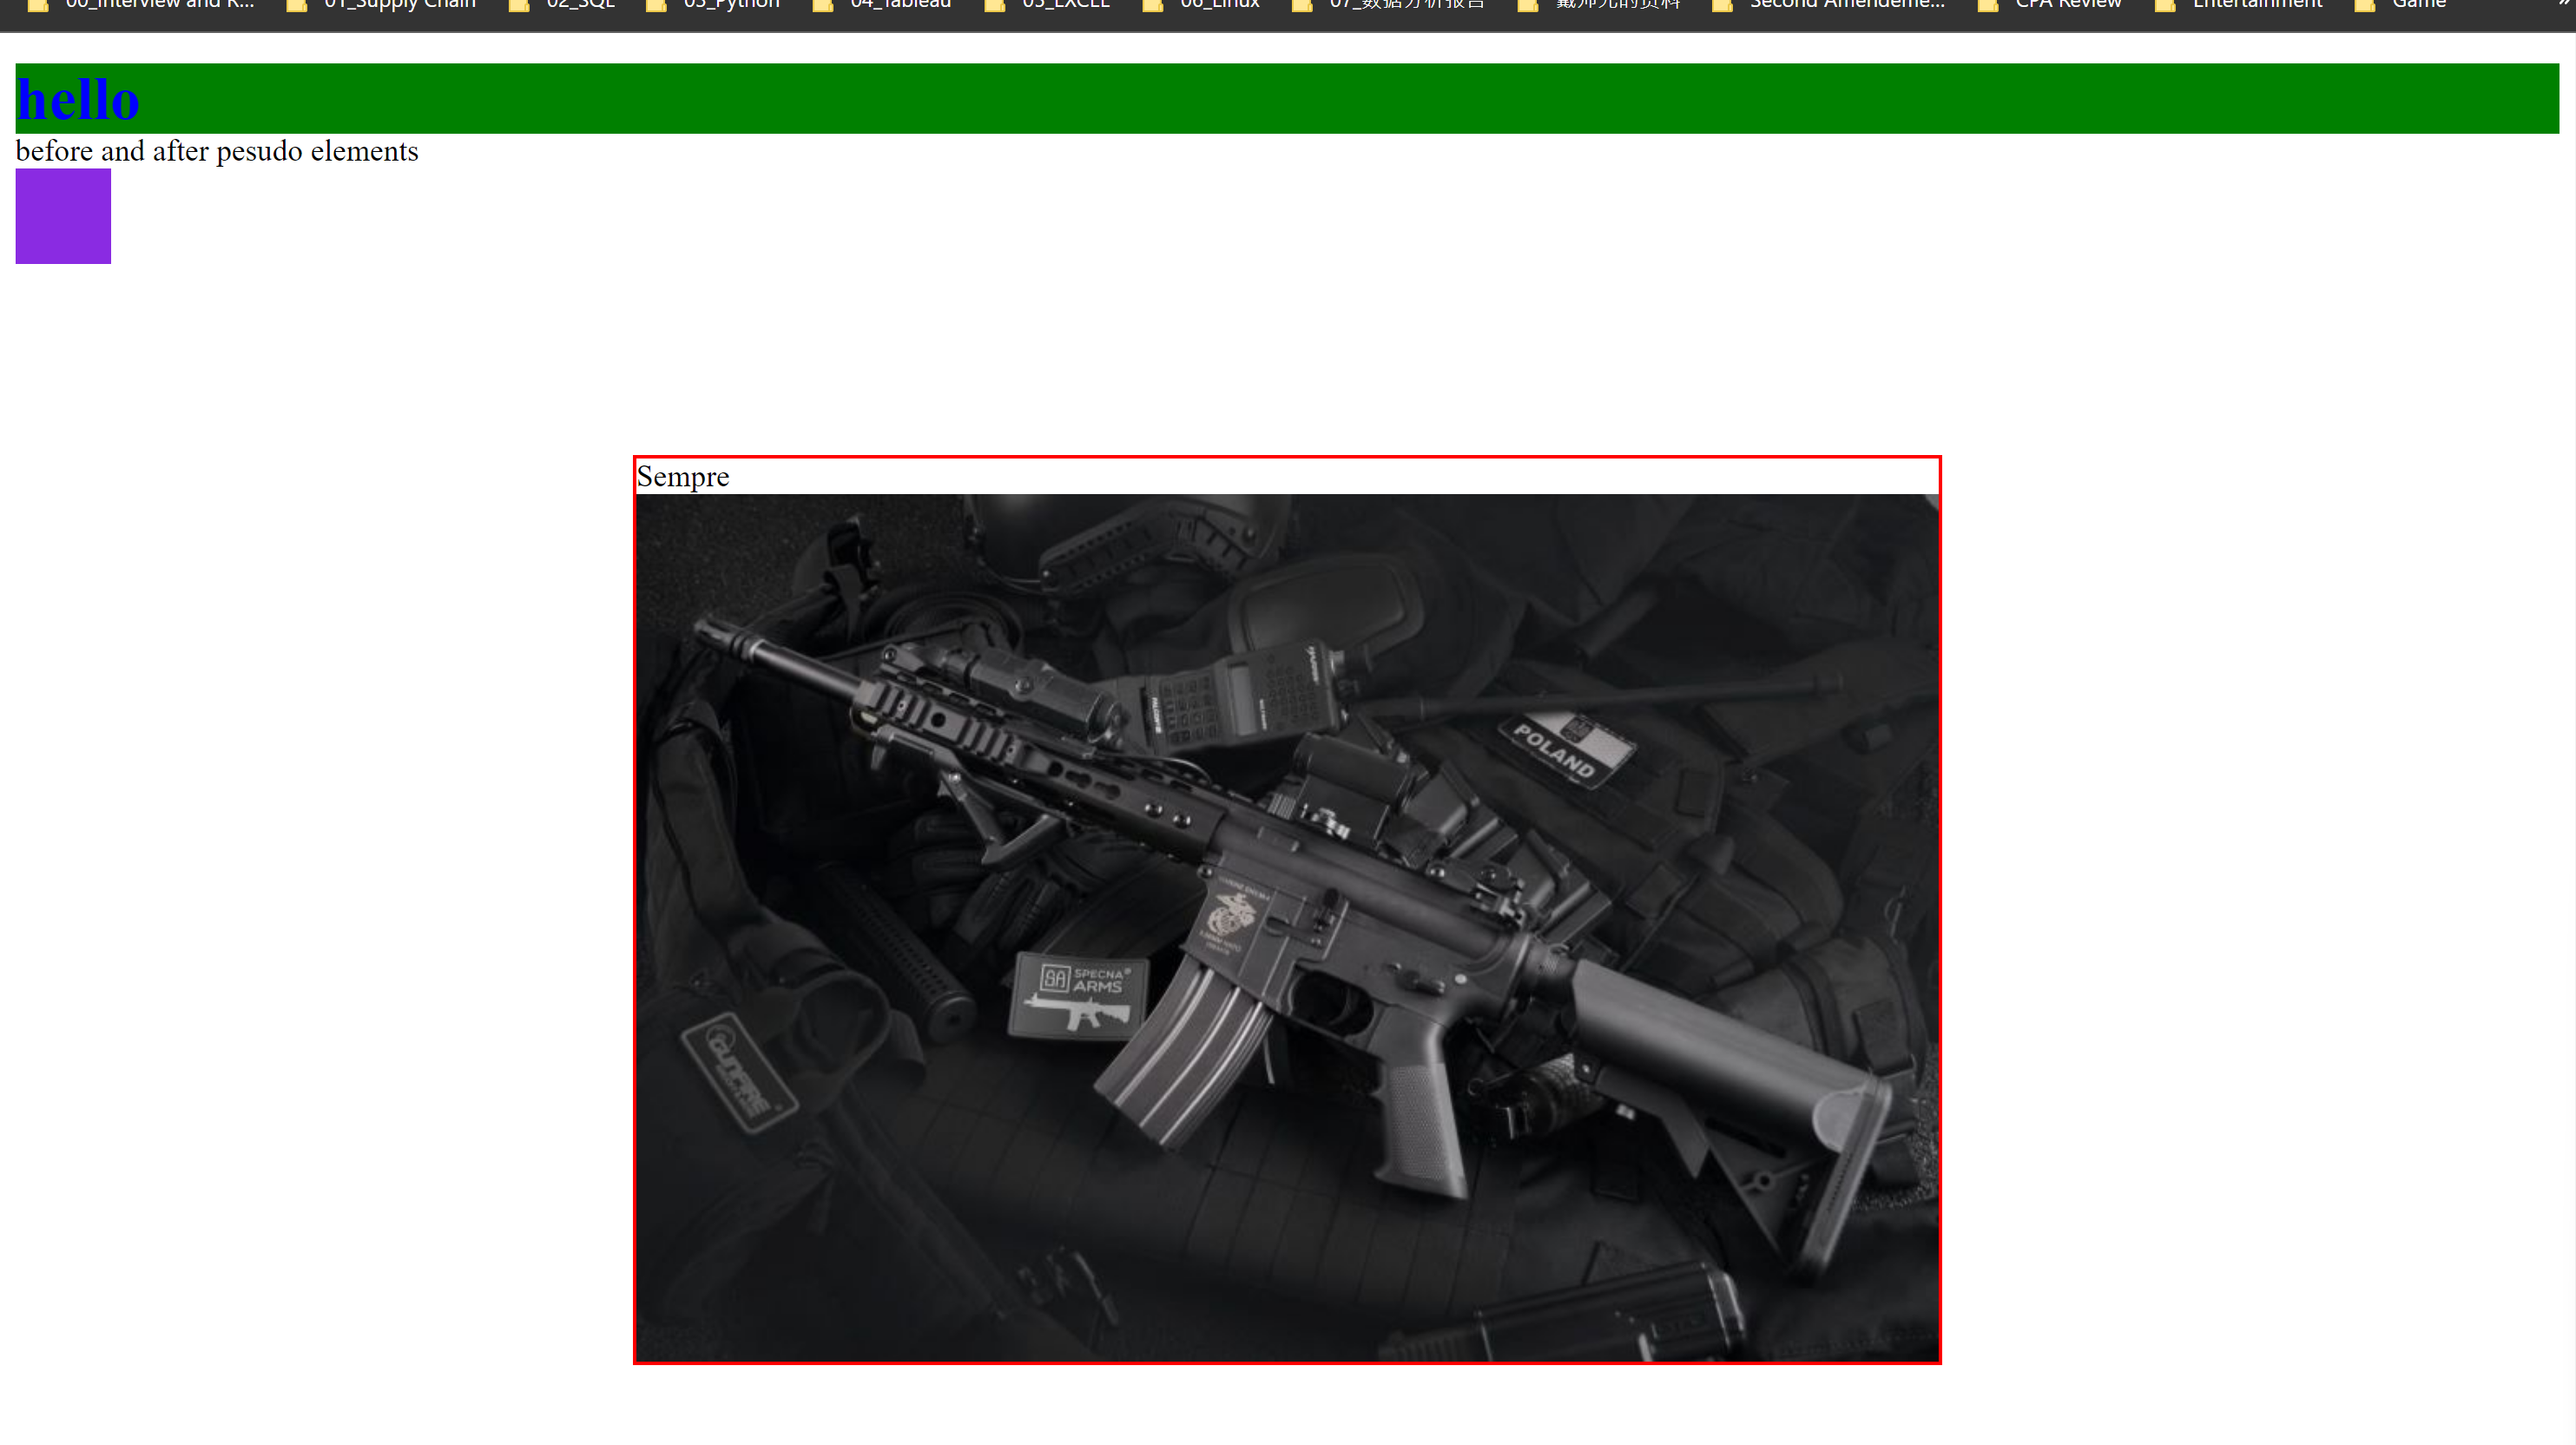 00_Interview and R... 01_Supply Chain 02_SQL 03_Python 04_Tableau 05_EXCEL 06_Linux 07_数据分析报告 戴师兄的资料 Second Amendeme... CPA Review Entertainment Game »
hello
before and after pesudo elements
Sempre
POLAND
SA SPECNA®
ARMS
GUNFIRE